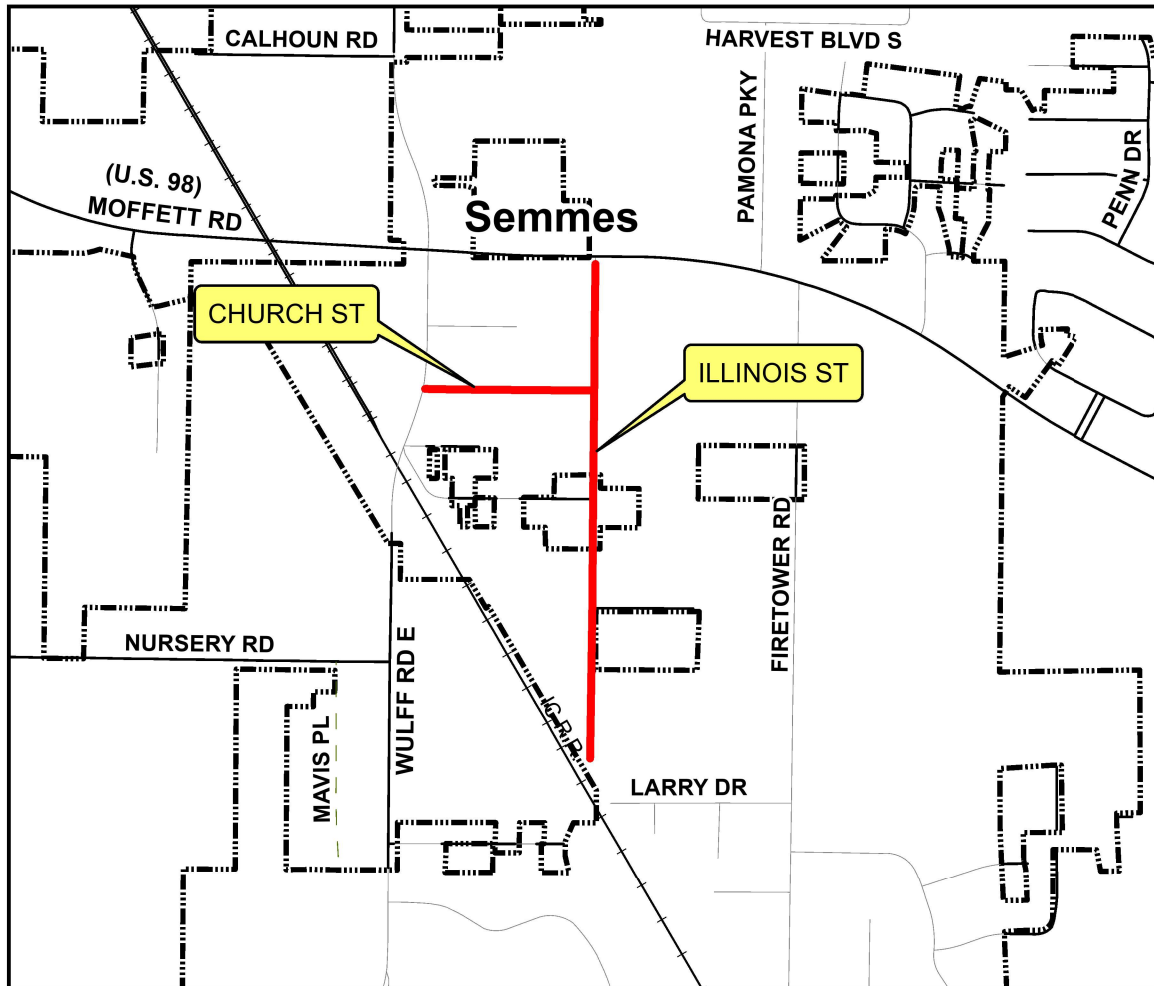 CALHOUN RD
HARVEST BLVD S
PAMONA PKY
PENN DR
(U.S. 98)
MOFFETT RD
Semmes
CHURCH ST
ILLINOIS ST
FIRETOWER RD
NURSERY RD
WULFF RD E
MAVIS PL
IC R.R.
LARRY DR